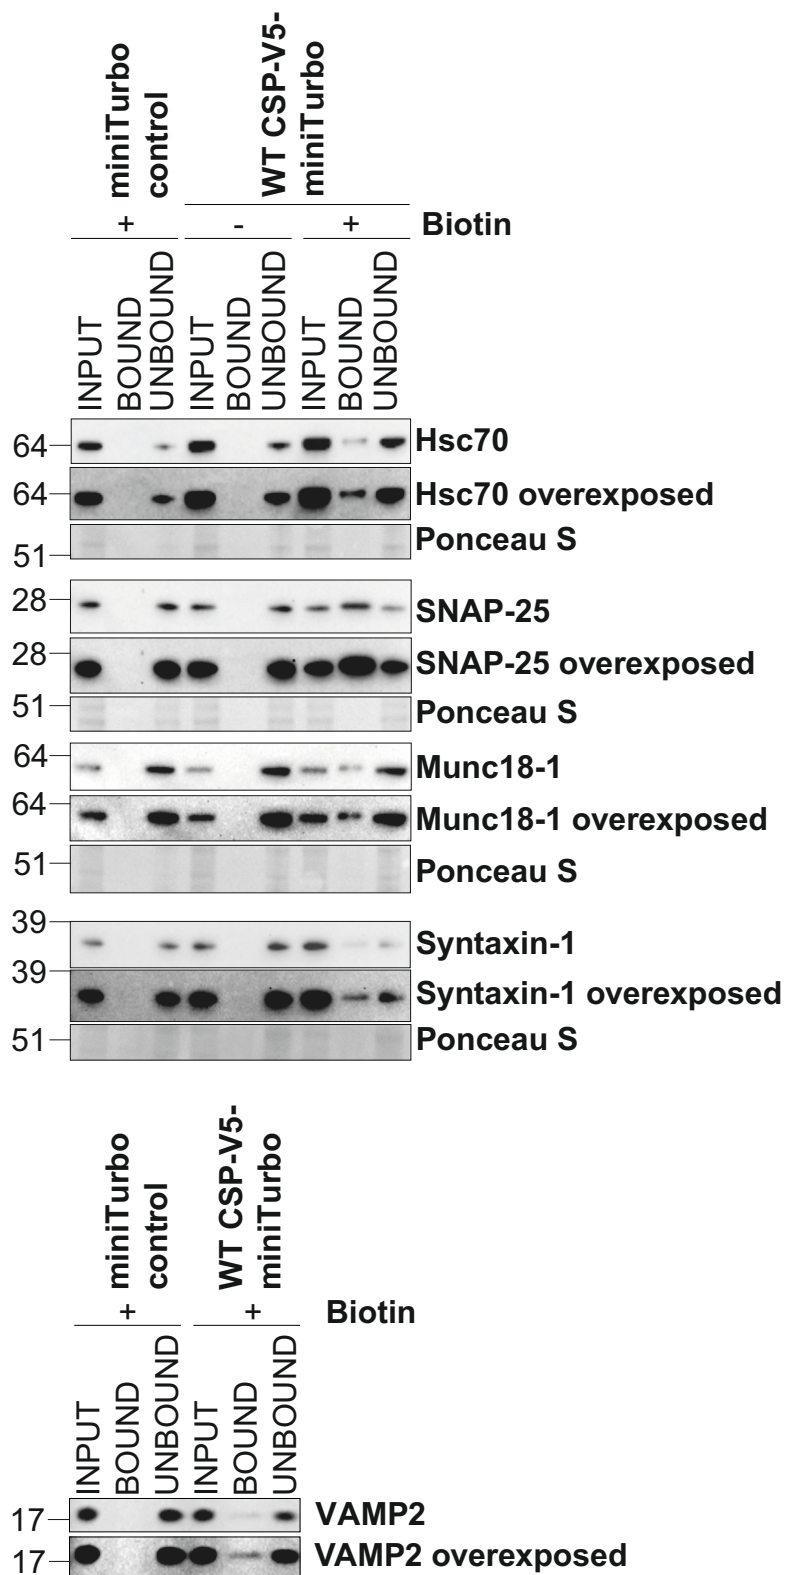 miniTurbo
control
WT CSP-V5-
miniTurbo
+ - + Biotin
INPUT BOUND UNBOUND INPUT BOUND UNBOUND INPUT BOUND UNBOUND
64 Hsc70
64 Hsc70 overexposed
51 Ponceau S
28 SNAP-25
28 SNAP-25 overexposed
51 Ponceau S
64 Munc18-1
64 Munc18-1 overexposed
51 Ponceau S
39 Syntaxin-1
39 Syntaxin-1 overexposed
51 Ponceau S
miniTurbo
control
WT CSP-V5-
miniTurbo
+ + Biotin
INPUT BOUND UNBOUND INPUT BOUND UNBOUND
17 VAMP2
17 VAMP2 overexposed